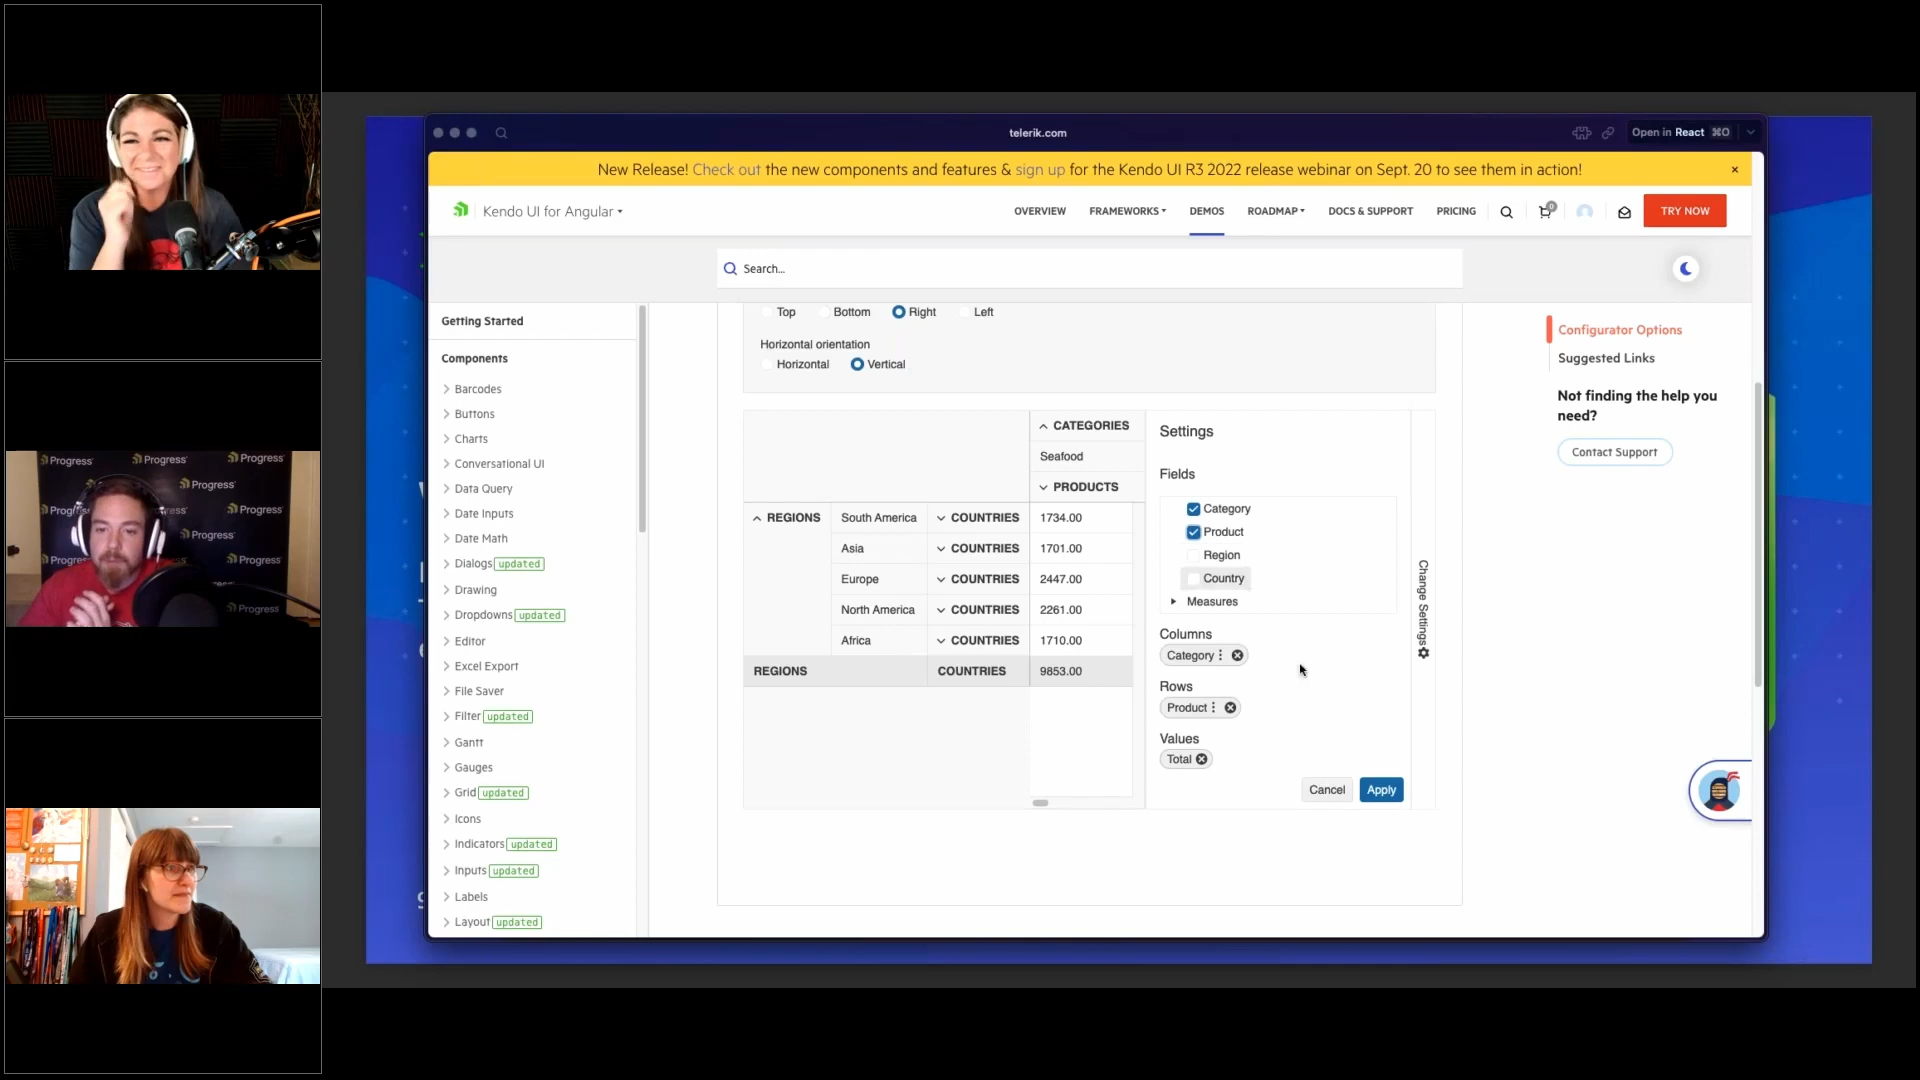 telerik.com
Open in React ⌘O
New Release! Check out the new components and features & sign up for the Kendo UI R3 2022 release webinar on Sept. 20 to see them in action!
Kendo UI for Angular
OVERVIEW FRAMEWORKS DEMOS ROADMAP DOCS & SUPPORT PRICING 0 TRY NOW
Search...
Getting Started
Components
Barcodes
Buttons
Charts
Conversational UI
Data Query
Date Inputs
Date Math
Dialogs updated
Drawing
Dropdowns updated
Editor
Excel Export
File Saver
Filter updated
Gantt
Gauges
Grid updated
Icons
Indicators updated
Inputs updated
Labels
Layout updated
Top Bottom Right Left
Horizontal orientation
Horizontal Vertical
CATEGORIES
Seafood
PRODUCTS
REGIONS South America COUNTRIES 1734.00
Asia COUNTRIES 1701.00
Europe COUNTRIES 2447.00
North America COUNTRIES 2261.00
Africa COUNTRIES 1710.00
REGIONS COUNTRIES 9853.00
Settings
Fields
Category
Product
Region
Country
Measures
Columns
Category
Rows
Product
Values
Total
Cancel Apply
Change Settings
Configurator Options
Suggested Links
Not finding the help you
need?
Contact Support
Progress Progress Progress
Progress
Progress
Progress
Progress